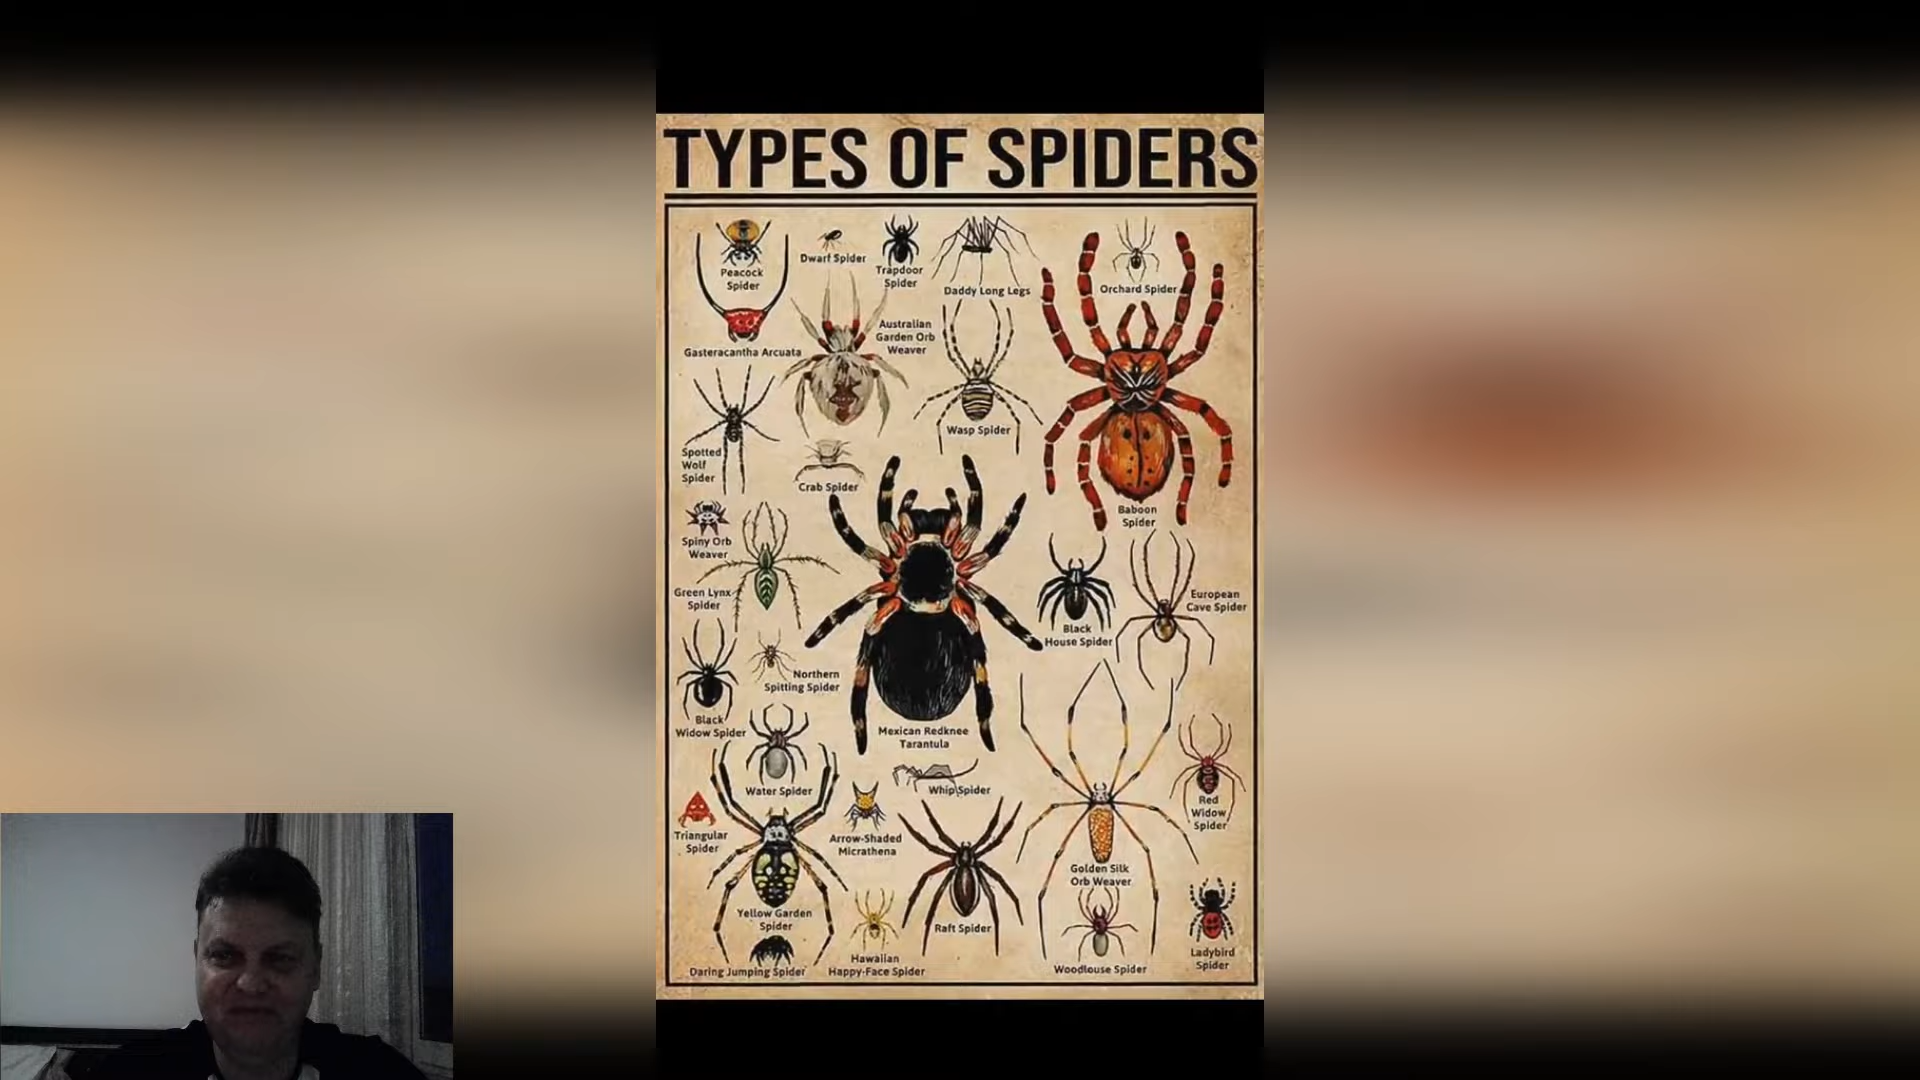 TYPES OF SPIDERS
Peacock
Spider
Dwarf Spider
Trapdoor
Spider
Daddy Long Legs
Orchard Spider
Gasteracantha Arcuata
Australian
Garden Orb
Weaver
Wasp Spider
Spotted
Wolf
Spider
Crab Spider
Baboon
Spider
Spiny Orb
Weaver
Green Lynx
Spider
Black
House Spider
European
Cave Spider
Northern
Spitting Spider
Black
Widow Spider
Mexican Redknee
Tarantula
Water Spider
Whip Spider
Red
Widow
Spider
Triangular
Spider
Arrow-Shaded
Micrathena
Golden Silk
Orb Weaver
Yellow Garden
Spider
Raft Spider
Daring Jumping Spider
Hawaiian
Happy-Face Spider
Woodlouse Spider
Ladybird
Spider